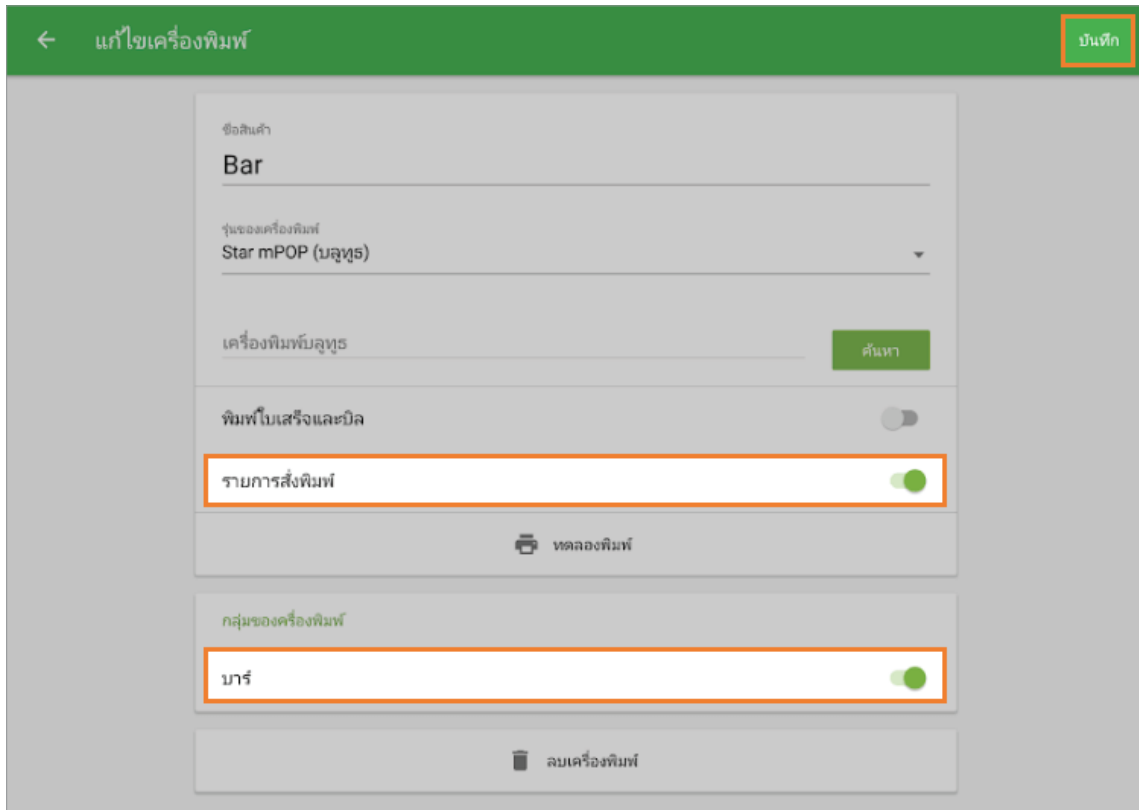 แก้ไขเครื่องพิมพ์
บันทึก
ชื่อสินค้า
Bar
รุ่นของเครื่องพิมพ์
Star mPOP (บลูทูธ)
เครื่องพิมพ์บลูทูธ
ค้นหา
พิมพ์ใบเสร็จและบิล
รายการสั่งพิมพ์
ทดลองพิมพ์
กลุ่มของครื่องพิมพ์
บาร์
ลบเครื่องพิมพ์